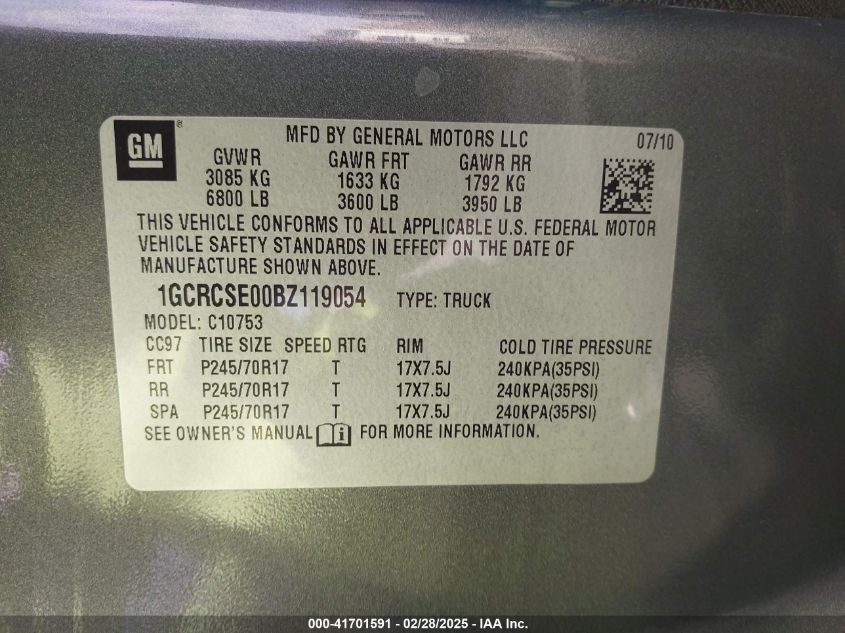 GM ®
MFD BY GENERAL MOTORS LLC 07/10
GVWR GAWR FRT GAWR RR
3085 KG 1633 KG 1792 KG
6800 LB 3600 LB 3950 LB
THIS VEHICLE CONFORMS TO ALL APPLICABLE U.S. FEDERAL MOTOR
VEHICLE SAFETY STANDARDS IN EFFECT ON THE DATE OF
MANUFACTURE SHOWN ABOVE.
1GCRCSE00BZ119054 TYPE: TRUCK
MODEL: C10753
CC97 TIRE SIZE SPEED RTG RIM COLD TIRE PRESSURE
FRT P245/70R17 T 17X7.5J 240KPA(35PSI)
RR P245/70R17 T 17X7.5J 240KPA(35PSI)
SPA P245/70R17 T 17X7.5J 240KPA(35PSI)
SEE OWNER'S MANUAL i FOR MORE INFORMATION.
000-41701591 - 02/28/2025 - IAA Inc.